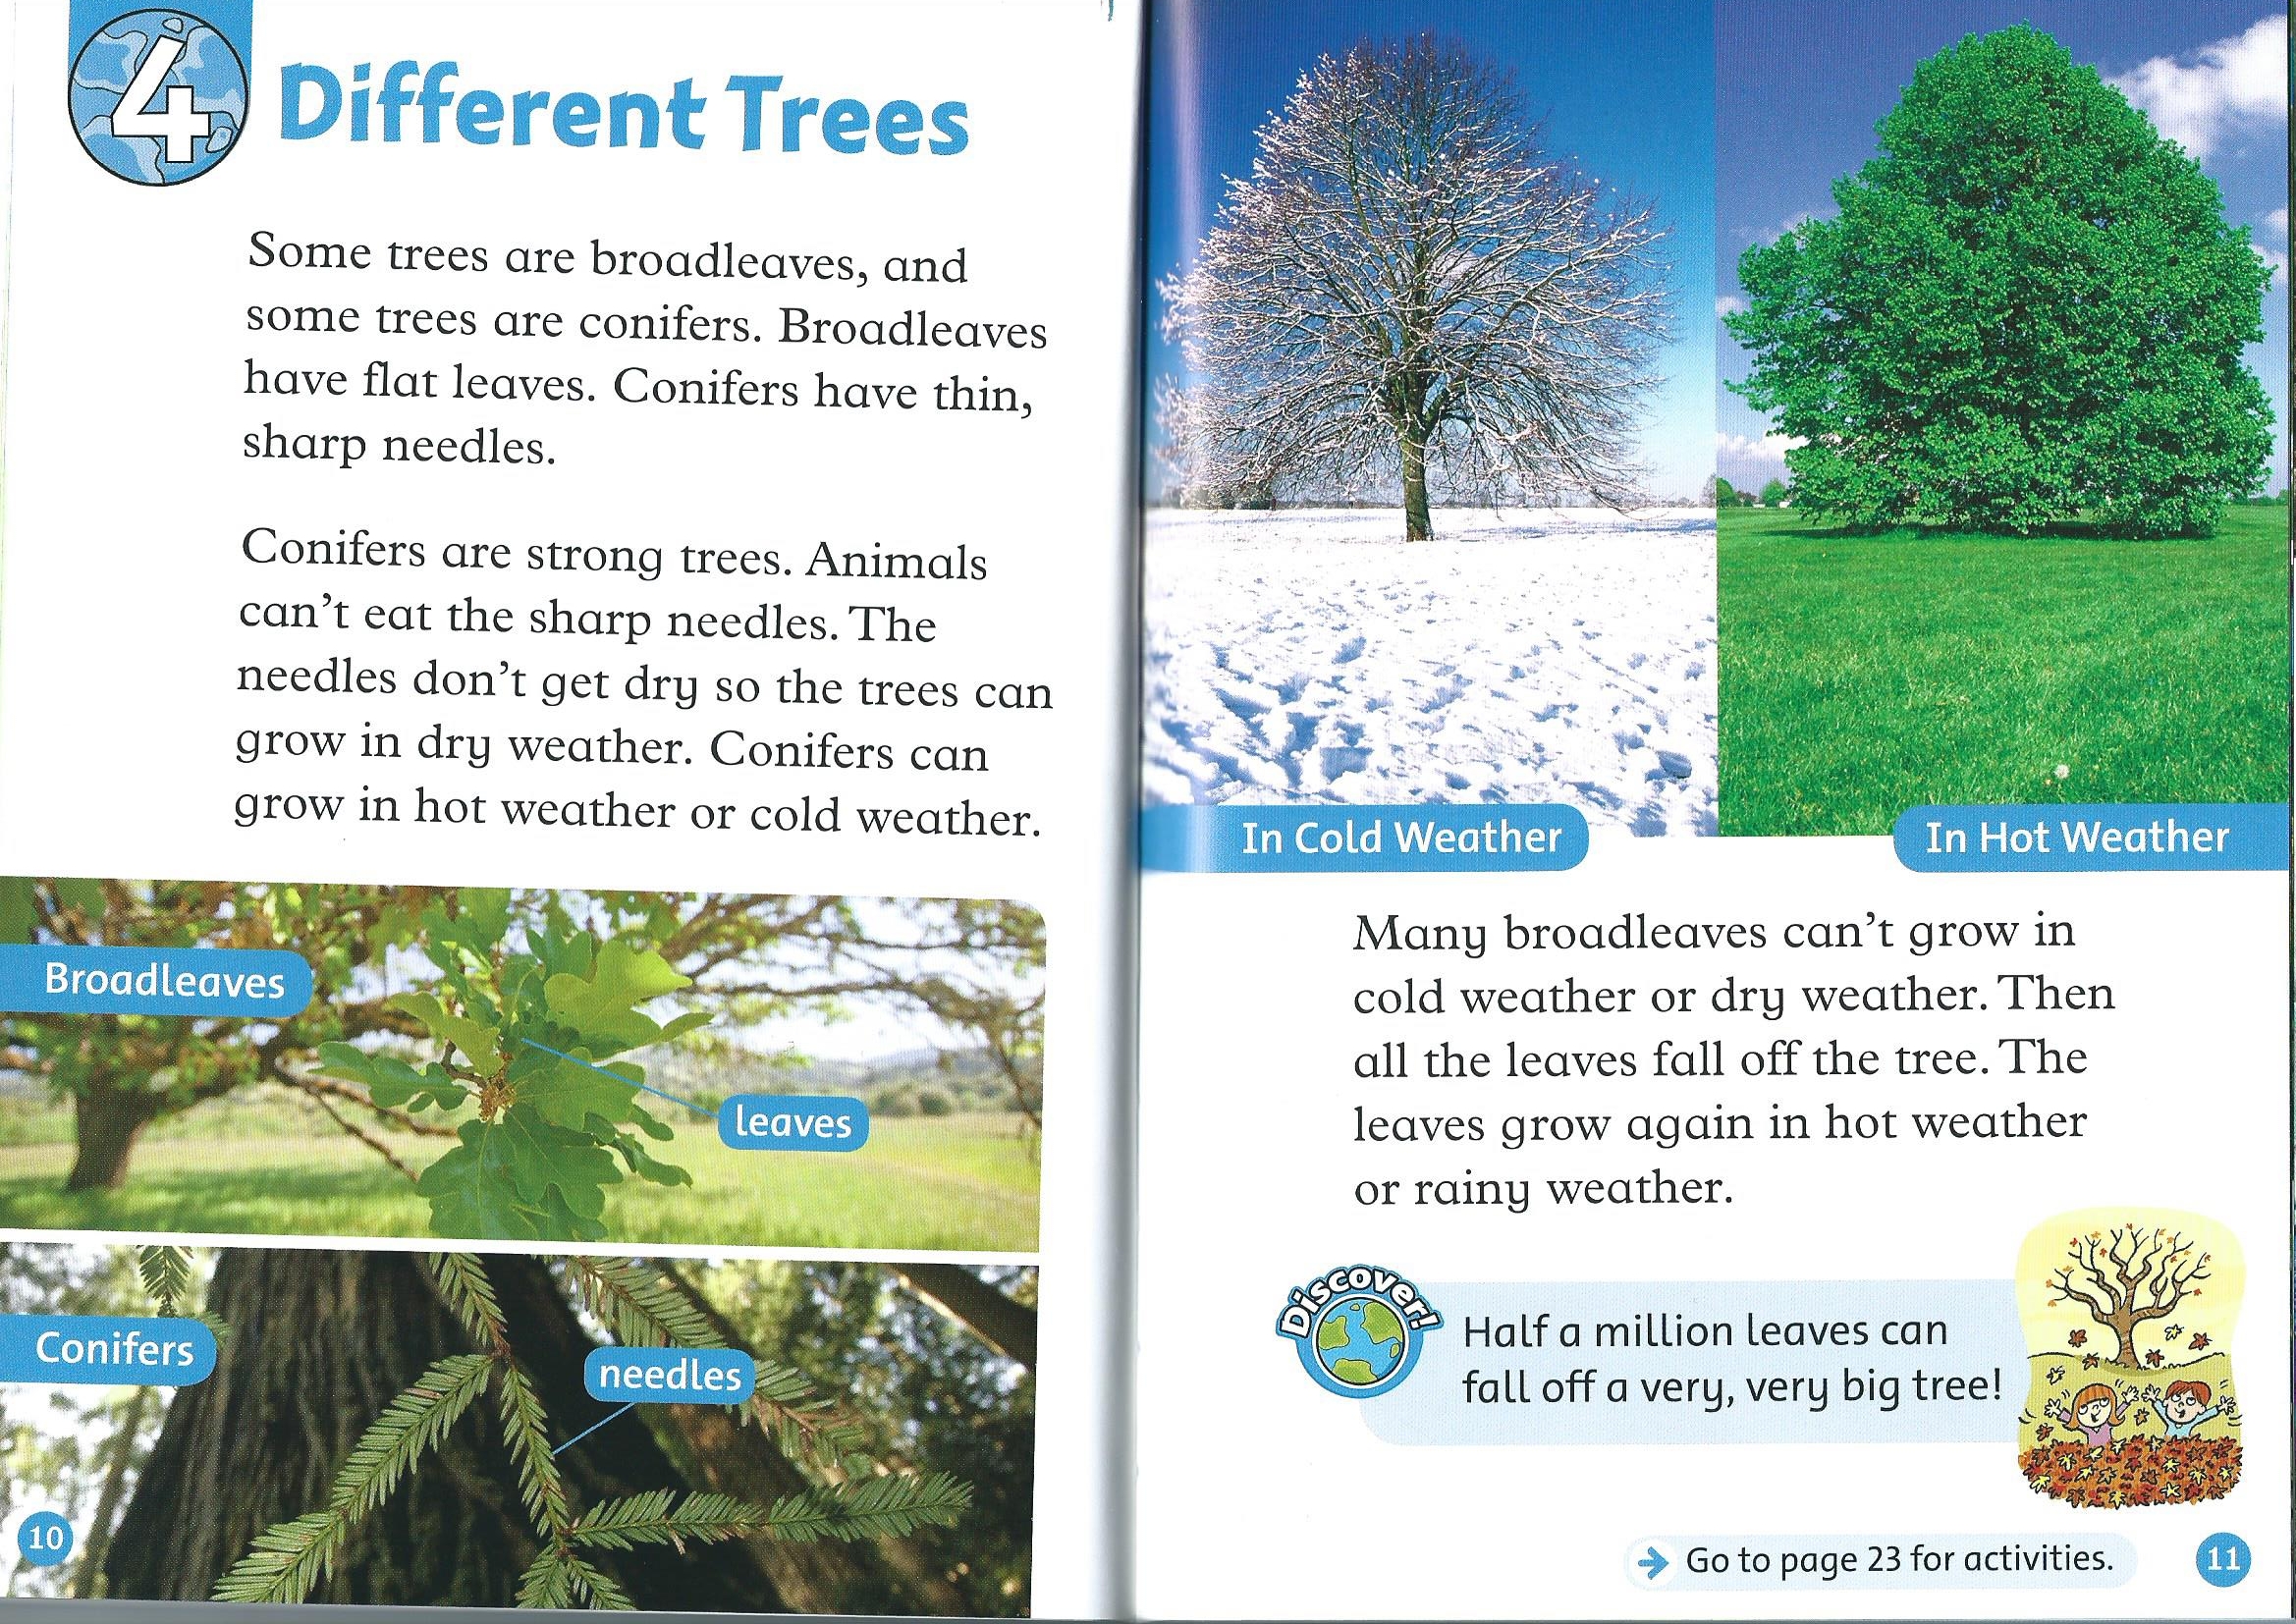 4
Different Trees
Some trees are broadleaves, and
some trees are conifers. Broadleaves
have flat leaves. Conifers have thin,
sharp needles.
Conifers are strong trees. Animals
can't eat the sharp needles. The
needles don't get dry so the trees can
grow in dry weather. Conifers can
grow in hot weather or cold weather.
Broadleaves
leaves
Conifers
needles
10
In Cold Weather
In Hot Weather
Many broadleaves can't grow in
cold weather or dry weather. Then
all the leaves fall off the tree. The
leaves grow again in hot weather
or rainy weather.
Discover!
Half a million leaves can
fall off a very, very big tree!
Go to page 23 for activities.
11